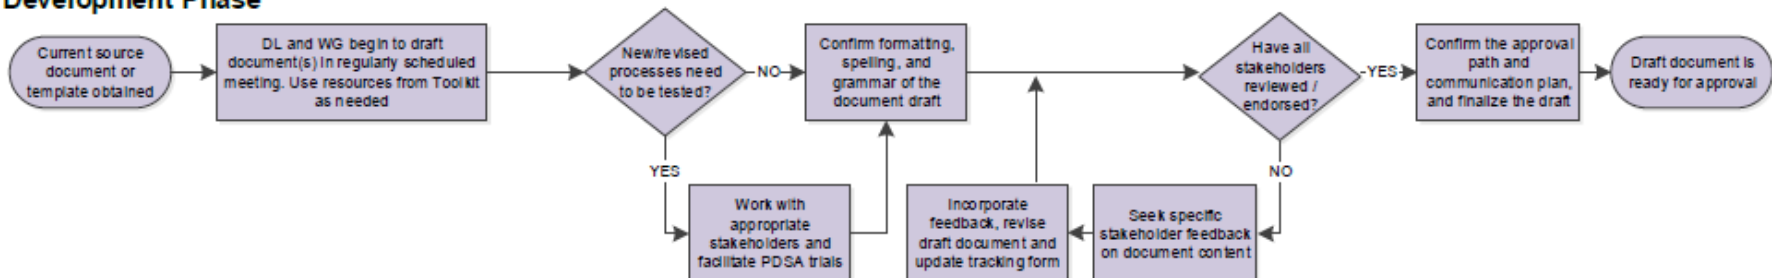 Development Phase
Current source
document or
template obtained
DL and WG begin to draft
document(s) in regularly scheduled
meeting. Use resources from Toolkit
as needed
New/revised
processes need
to be tested?
NO
Confirm formatting,
spelling, and
grammar of the
document draft
Have all
stakeholders
reviewed /
endorsed?
YES
Confirm the approval
path and
communication plan,
and finalize the draft
Draft document is
ready for approval
YES
NO
Work with
appropriate
stakeholders and
facilitate PDSA trials
Incorporate
feedback, revise
draft document and
update tracking form
Seek specific
stakeholder feedback
on document content